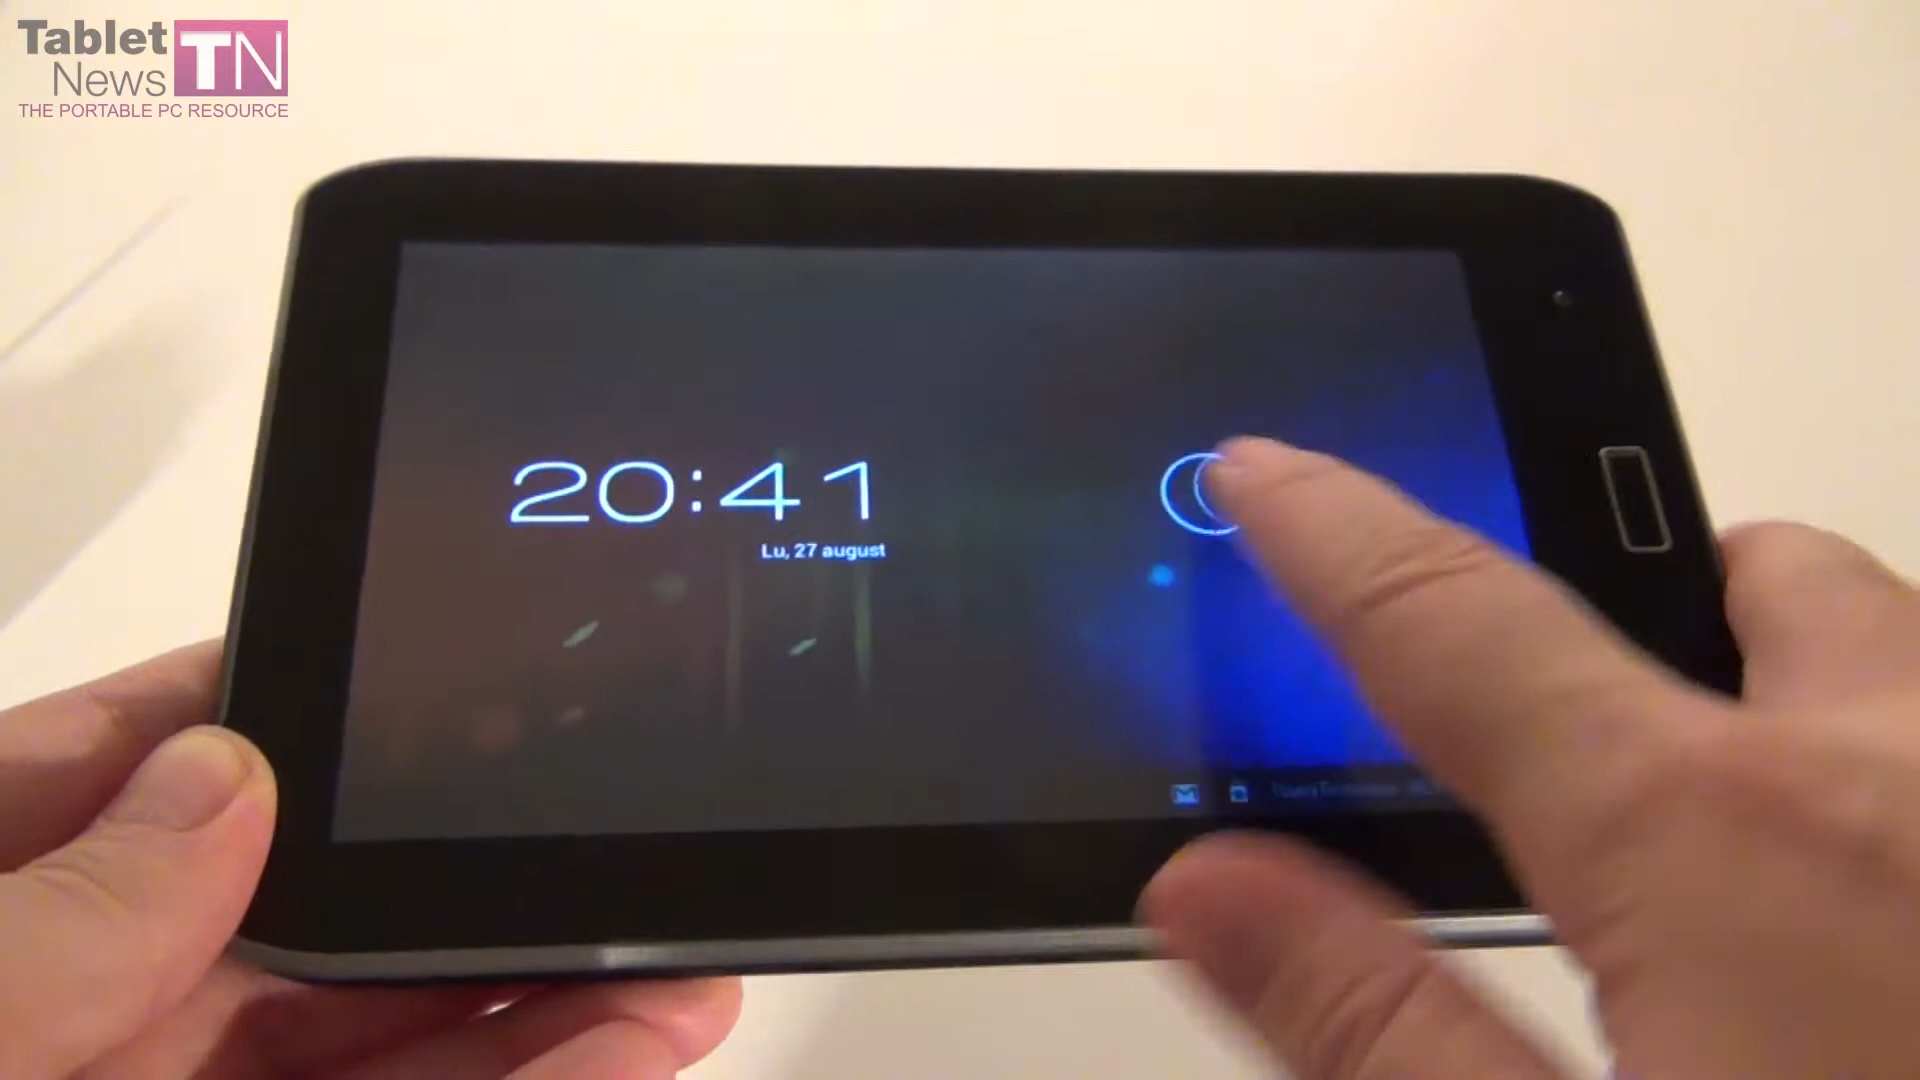 Tablet
News TN
THE PORTABLE PC RESOURCE
20:41
Lu, 27 august